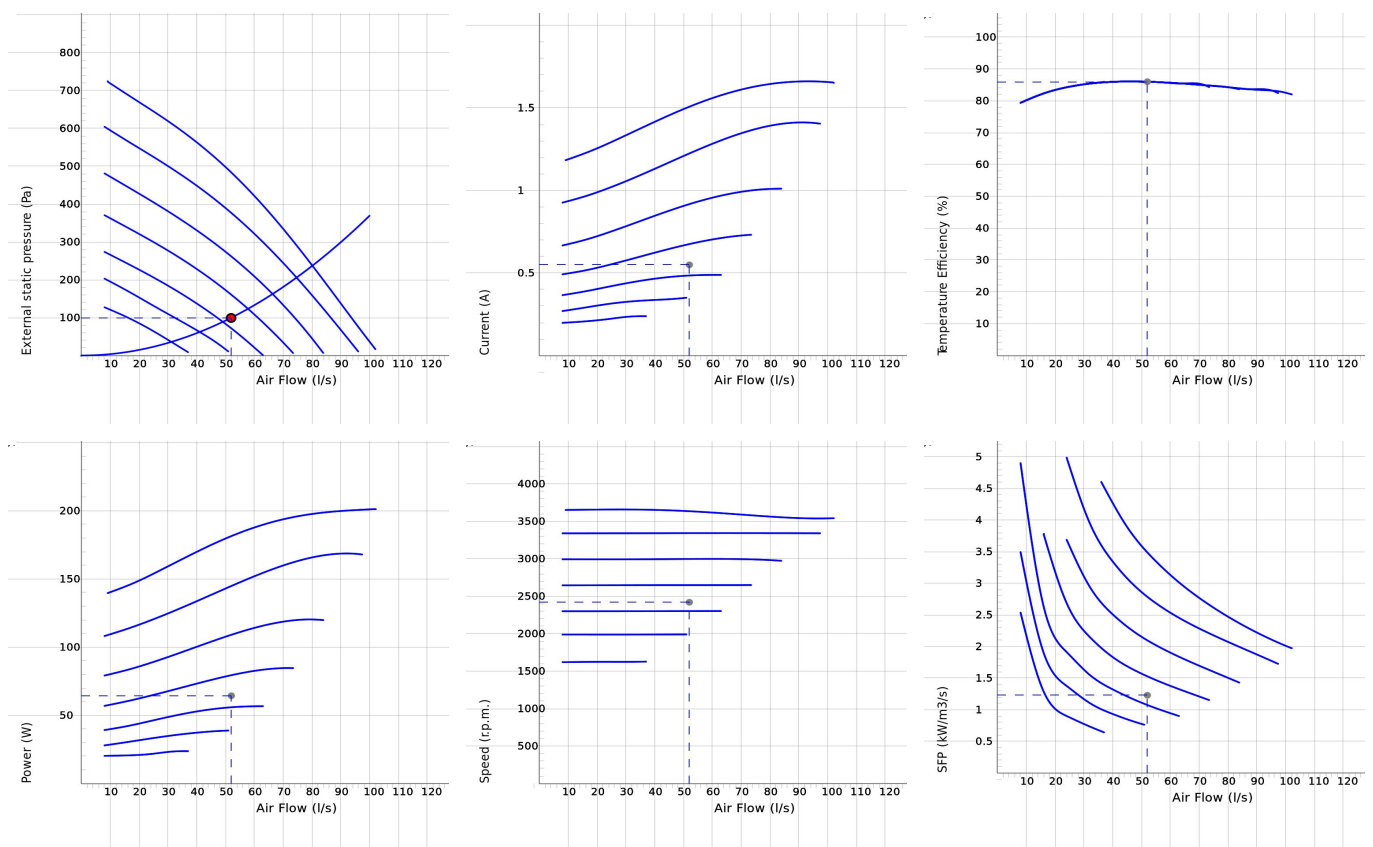 External static pressure (Pa)
800
700
600
500
400
300
200
100
10 20 30 40 50 60 70 80 90 100 110 120
Air Flow (l/s)
Current (A)
1.5
1
0.5
10 20 30 40 50 60 70 80 90 100 110 120
Air Flow (l/s)
Temperature Efficiency (%)
100
90
80
70
60
50
40
30
20
10
10 20 30 40 50 60 70 80 90 100 110 120
Air Flow (l/s)
Power (W)
200
150
100
50
10 20 30 40 50 60 70 80 90 100 110 120
Air Flow (l/s)
Speed (r.p.m.)
4000
3500
3000
2500
2000
1500
1000
500
10 20 30 40 50 60 70 80 90 100 110 120
Air Flow (l/s)
SFP (kW/m3/s)
5
4.5
4
3.5
3
2.5
2
1.5
1
0.5
10 20 30 40 50 60 70 80 90 100 110 120
Air Flow (l/s)